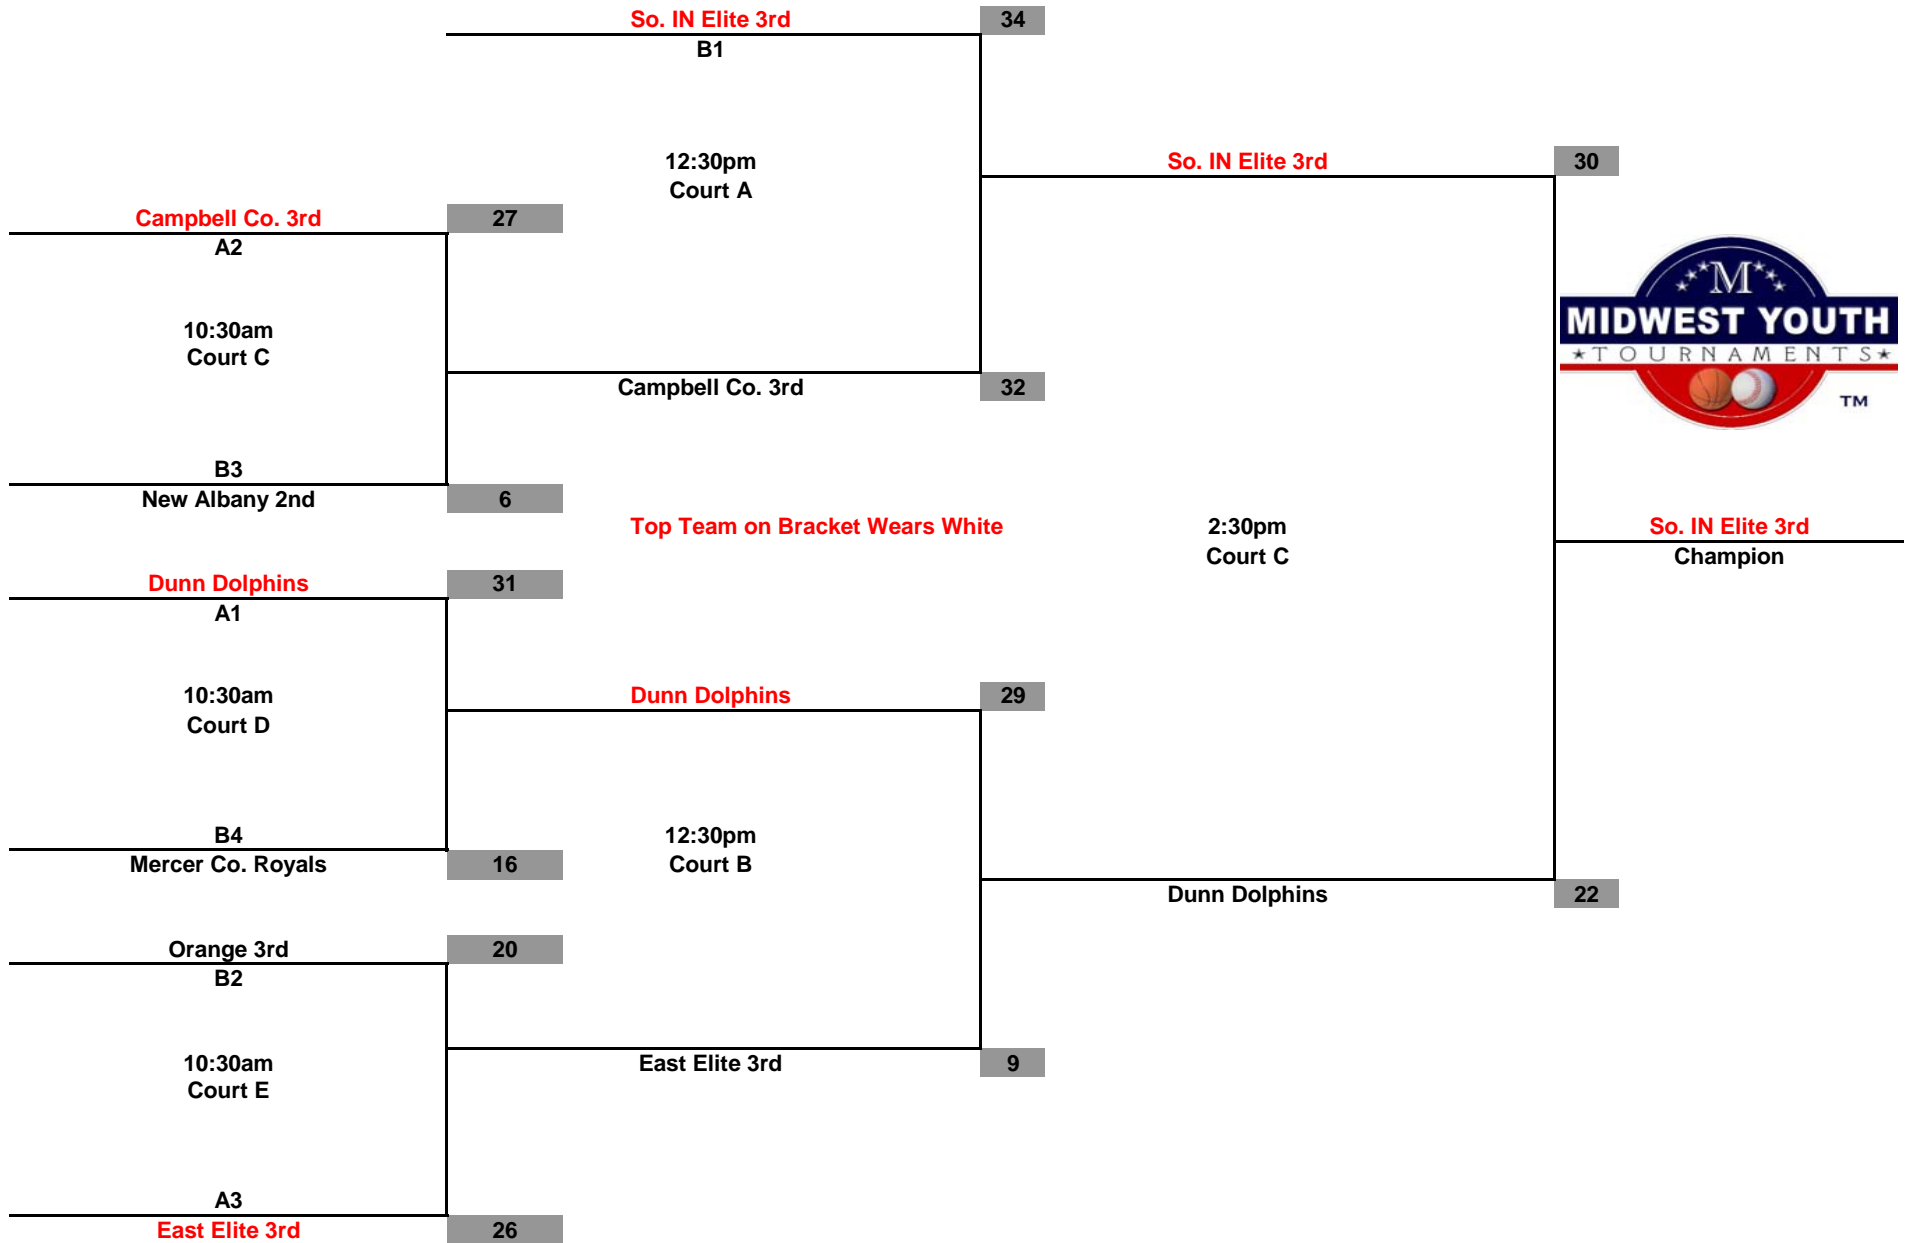 So. IN Elite 3rd 34
B1
12:30pm So. IN Elite 3rd 30
Court A
Campbell Co. 3rd 27
A2
M
MIDWEST YOUTH
10:30am
Court C
TOURNAMENTS
Campbell Co. 3rd 32
TM
B3
New Albany 2nd 6
Top Team on Bracket Wears White 2:30pm So. IN Elite 3rd
Court C Champion
Dunn Dolphins 31
A1
10:30am Dunn Dolphins 29
Court D
B4 12:30pm
Mercer Co. Royals 16 Court B
Dunn Dolphins 22
Orange 3rd 20
B2
10:30am East Elite 3rd 9
Court E
A3
East Elite 3rd 26